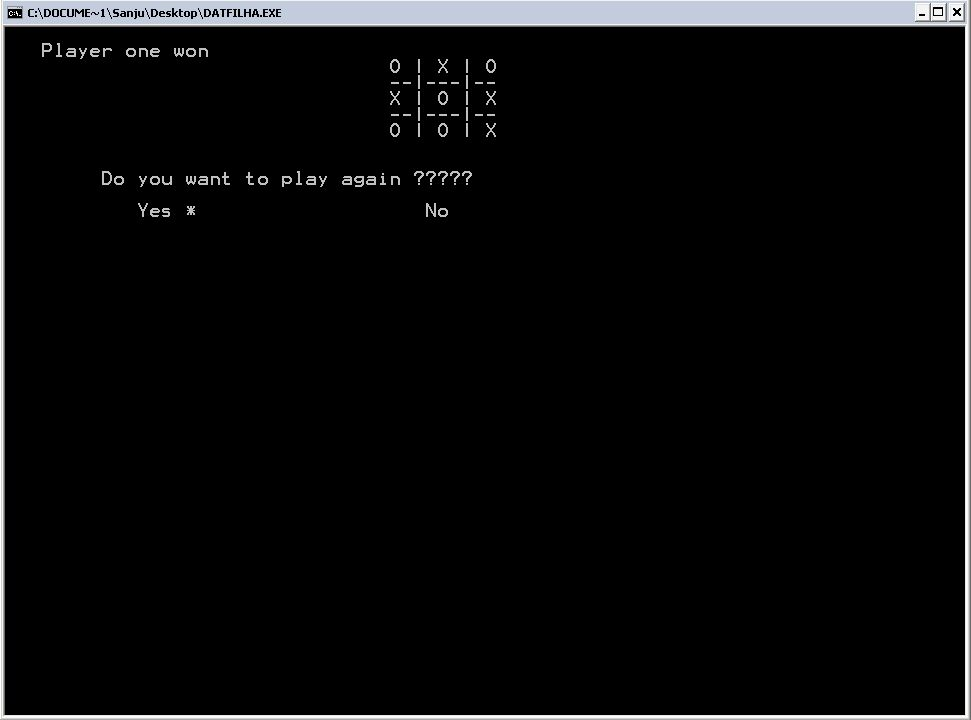 C:\DOCUME~1\Sanju\Desktop\DATFILHA.EXE
Player one won
O | X | O
--|---|--
X | O | X
--|---|--
O | O | X
Do you want to play again ?????
Yes * No